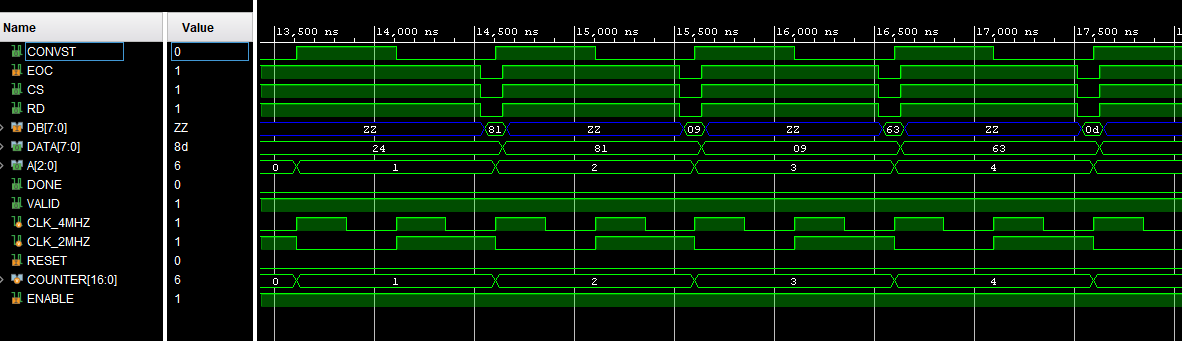 Name Value
13,500 ns 14,000 ns 14,500 ns 15,000 ns 15,500 ns 16,000 ns 16,500 ns 17,000 ns 17,500 ns
CONVST 0
EOC 1
CS 1
RD 1
DB[7:0] ZZ ZZ 81 ZZ 09 ZZ 63 ZZ 0d
DATA[7:0] 8d 24 81 09 63
A[2:0] 6 0 1 2 3 4
DONE 0
VALID 1
CLK_4MHZ 1
CLK_2MHZ 1
RESET 0
COUNTER[16:0] 6 0 1 2 3 4
ENABLE 1